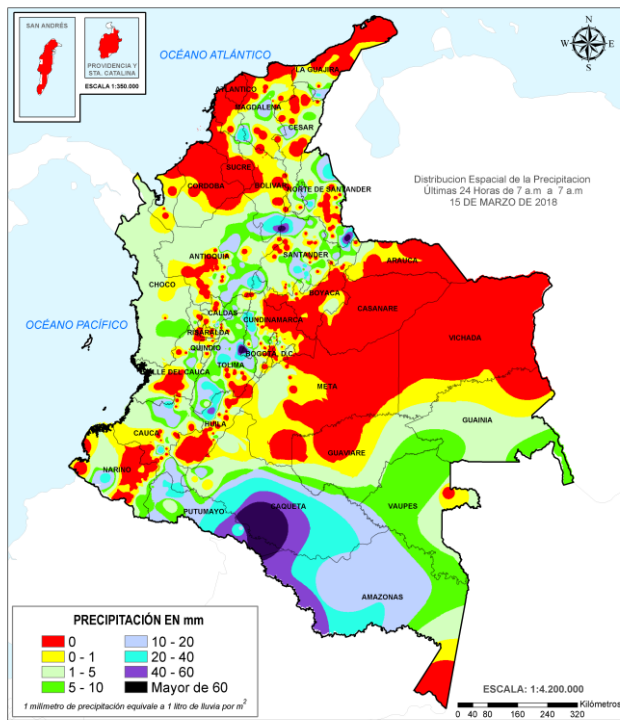 SAN ANDRÉS
PROVIDENCIA Y
STA. CATALINA
ESCALA 1:350.000
OCÉANO ATLÁNTICO
N
W
E
S
LA GUAJIRA
ATLANTICO
MAGDALENA
CESAR
SUCRE
CORDOBA
BOLIVAR
NORTE DE SANTANDER
Distribucion Espacial de la Precipitacion
Últimas 24 Horas de 7 a.m a 7 a.m
15 DE MARZO DE 2018
ANTIOQUIA
SANTANDER
ARAUCA
CHOCO
BOYACA
CASANARE
CALDAS
CUNDINAMARCA
OCÉANO PACÍFICO
RISARALDA
VICHADA
QUINDIO
BOGOTA, D.C
TOLIMA
VALLE DEL CAUCA
META
GUAINIA
CAUCA
HUILA
GUAVIARE
NARIÑO
CAQUETA
VAUPES
PUTUMAYO
AMAZONAS
PRECIPITACIÓN EN mm
0
10 - 20
0 - 1
20 - 40
1 - 5
40 - 60
5 - 10
Mayor de 60
1 milimetro de precipitación equivale a 1 litro de lluvia por m²
ESCALA: 1:4.200.000
Kilómetros
0 40 80 160 240 320